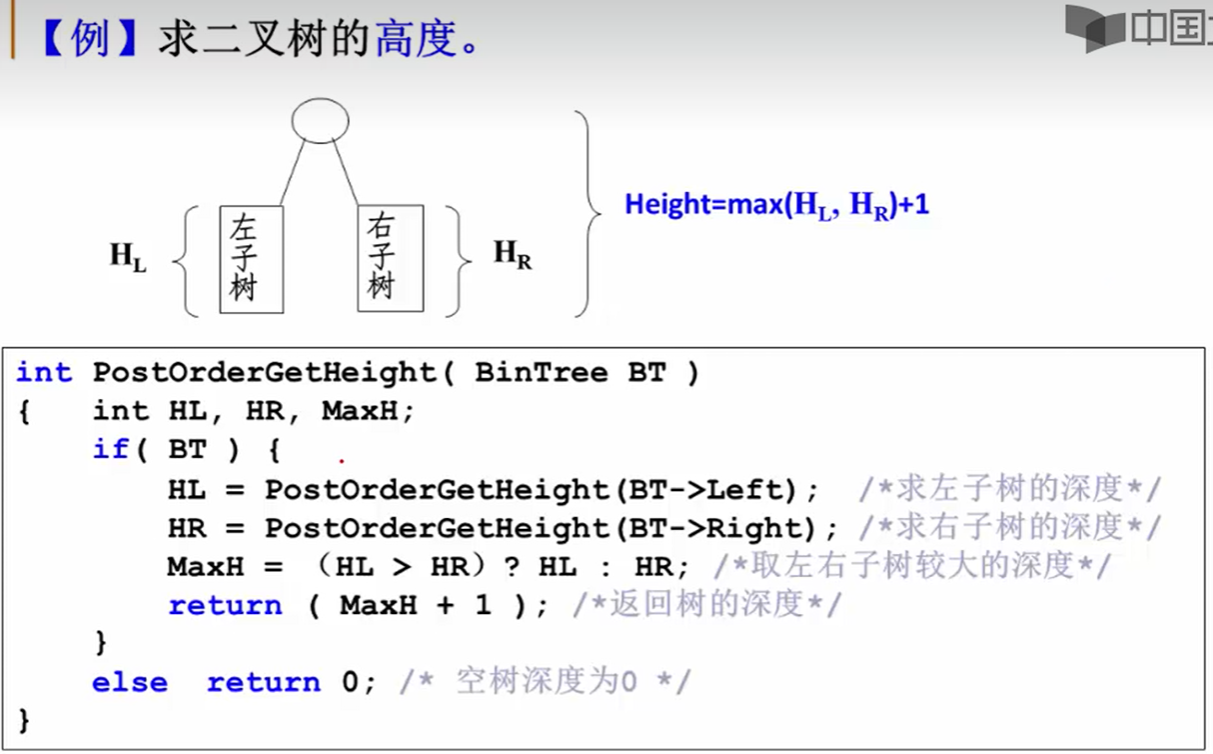 【例】求二叉树的高度。
中国
Height=max(HL, HR)+1
HL
左子树
右子树
HR
int PostOrderGetHeight( BinTree BT )
{ int HL, HR, MaxH;
if( BT ) {
HL = PostOrderGetHeight(BT->Left); /*求左子树的深度*/
HR = PostOrderGetHeight(BT->Right); /*求右子树的深度*/
MaxH = （HL > HR）? HL : HR; /*取左右子树较大的深度*/
return ( MaxH + 1 ); /*返回树的深度*/
}
else return 0; /* 空树深度为0 */
}